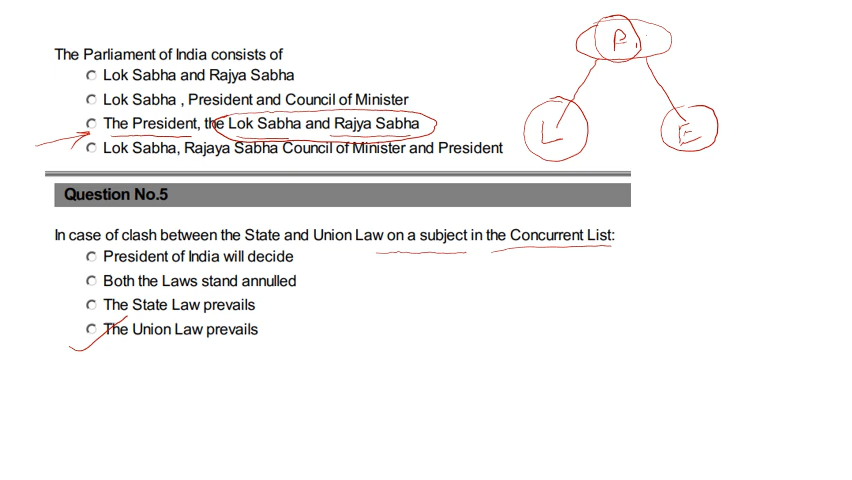 The Parliament of India consists of
Lok Sabha and Rajya Sabha
Lok Sabha , President and Council of Minister
The President, the Lok Sabha and Rajya Sabha
Lok Sabha, Rajaya Sabha Council of Minister and President
P
L
E
Question No.5
In case of clash between the State and Union Law on a subject in the Concurrent List:
President of India will decide
Both the Laws stand annulled
The State Law prevails
The Union Law prevails